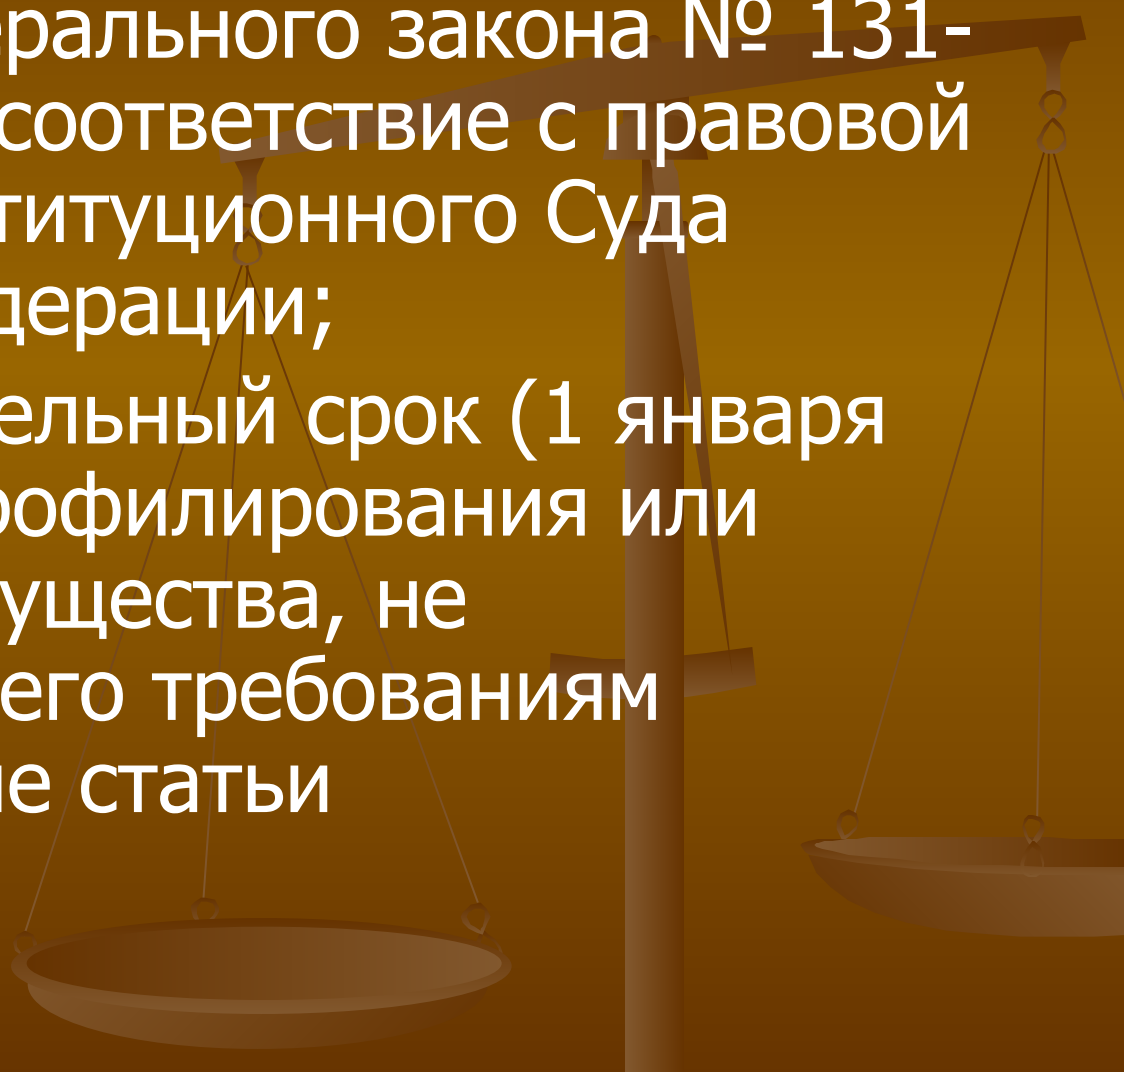 ерального закона № 131-
соответствие с правовой
титуционного Суда
дерации;
ельный срок (1 января
рофилирования или
ущества, не
его требованиям
ие статьи